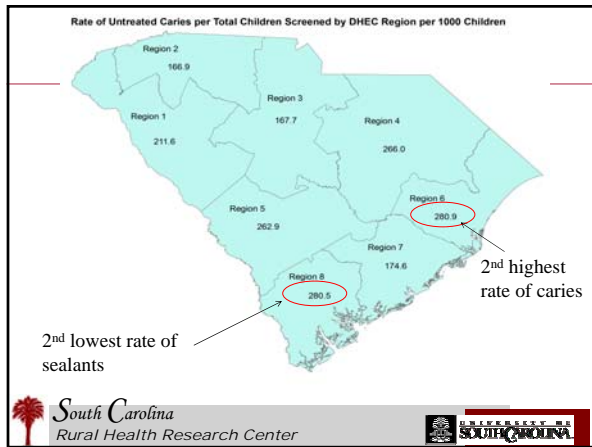 Rate of Untreated Caries per Total Children Screened by DHEC Region per 1000 Children
Region 2
166.9
Region 3
167.7
Region 1
211.6
Region 4
266.0
Region 6
280.9
Region 5
262.9
Region 7
174.6
Region 8
280.5
2nd highest
rate of caries
2nd lowest rate of
sealants
South Carolina
Rural Health Research Center
UNIVERSITY OF
SOUTH CAROLINA